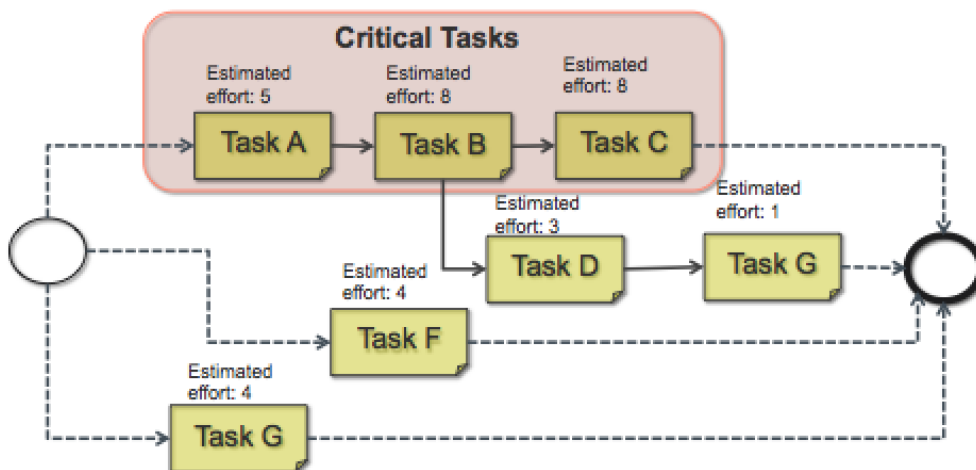 Critical Tasks
Estimated
effort: 5
Task A
Estimated
effort: 8
Task B
Estimated
effort: 8
Task C
Estimated
effort: 3
Task D
Estimated
effort: 1
Task G
Estimated
effort: 4
Task F
Estimated
effort: 4
Task G